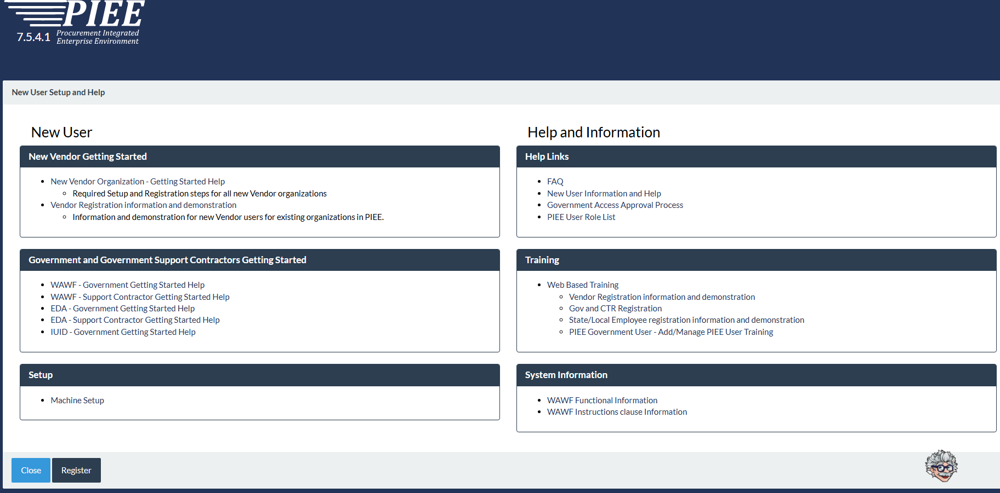 PIEE
7.5.4.1
Procurement Integrated
Enterprise Environment
New User Setup and Help
New User
New Vendor Getting Started
New Vendor Organization - Getting Started Help
Required Setup and Registration steps for all new Vendor organizations
Vendor Registration information and demonstration
Information and demonstration for new Vendor users for existing organizations in PIEE.
Government and Government Support Contractors Getting Started
WAWF - Government Getting Started Help
WAWF - Support Contractor Getting Started Help
EDA - Government Getting Started Help
EDA - Support Contractor Getting Started Help
IUID - Government Getting Started Help
Setup
Machine Setup
Help and Information
Help Links
FAQ
New User Information and Help
Government Access Approval Process
PIEE User Role List
Training
Web Based Training
Vendor Registration information and demonstration
Gov and CTR Registration
State/Local Employee registration information and demonstration
PIEE Government User - Add/Manage PIEE User Training
System Information
WAWF Functional Information
WAWF Instructions clause Information
Close
Register